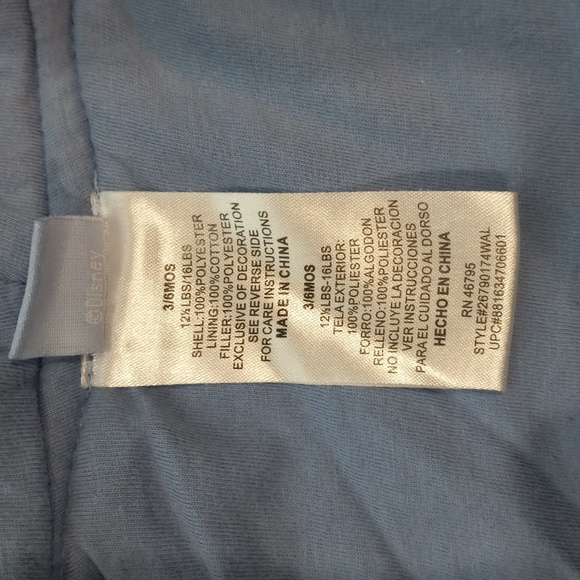 ©Disney
3/6MOS
12½LBS/16LBS
SHELL:100%POLYESTER
LINING:100%COTTON
FILLER:100%POLYESTER
EXCLUSIVE OF DECORATION
SEE REVERSE SIDE
FOR CARE INSTRUCTIONS
MADE IN CHINA
3/6MOS
12½LBS-16LBS
TELA EXTERIOR:
100%POLIESTER
FORRO:100%ALGODON
RELLENO:100%POLIESTER
NO INCLUYE LA DECORACION
VER INSTRUCCIONES
PARA EL CUIDADO AL DORSO
HECHO EN CHINA
RN 46795
STYLE#26790174WAL
UPC#881634706601